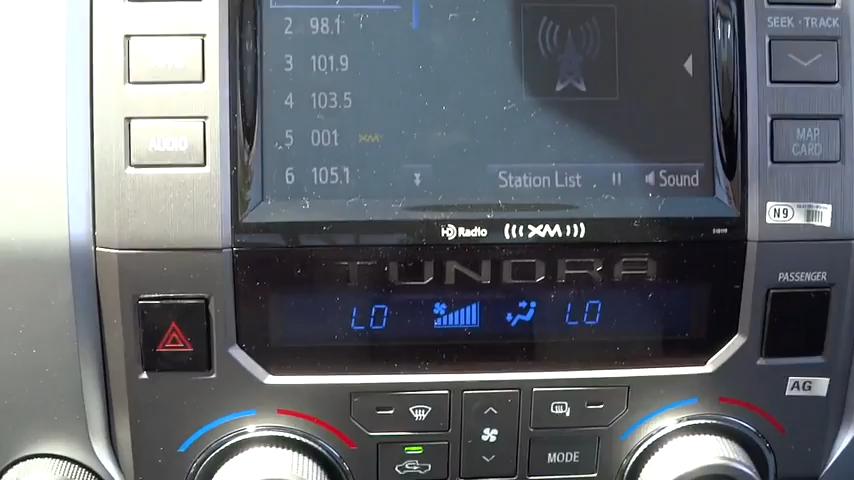 SEEK · TRACK
2 98.1
3 101.9
4 103.5
5 001 XM
6 105.1
Station List
Sound
AUDIO
MAP
CARD
N9
HD Radio
XM
TUNDRA
LO
LO
PASSENGER
AG
MODE